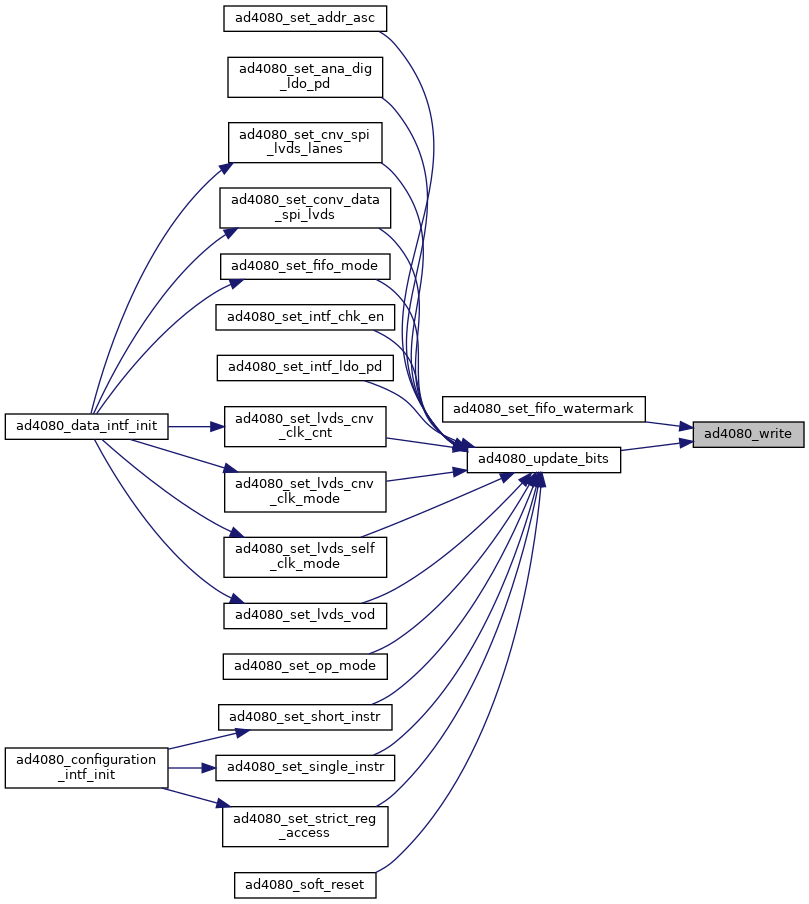 ad4080_set_addr_asc
ad4080_set_ana_dig
_ldo_pd
ad4080_set_cnv_spi
_lvds_lanes
ad4080_set_conv_data
_spi_lvds
ad4080_set_fifo_mode
ad4080_set_intf_chk_en
ad4080_set_intf_ldo_pd
ad4080_set_fifo_watermark
ad4080_data_intf_init
ad4080_set_lvds_cnv
_clk_cnt
ad4080_write
ad4080_update_bits
ad4080_set_lvds_cnv
_clk_mode
ad4080_set_lvds_self
_clk_mode
ad4080_set_lvds_vod
ad4080_set_op_mode
ad4080_set_short_instr
ad4080_configuration
_intf_init
ad4080_set_single_instr
ad4080_set_strict_reg
_access
ad4080_soft_reset